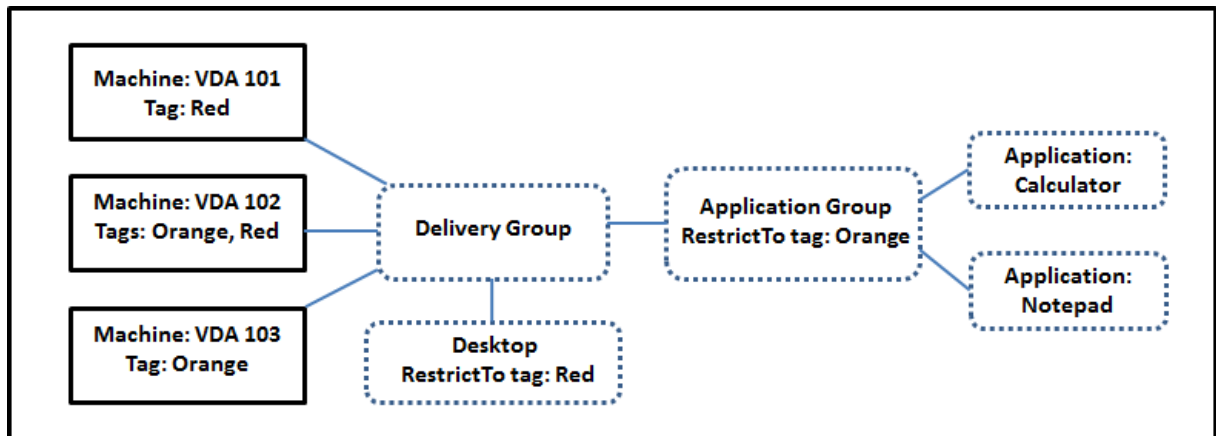 Machine: VDA 101
Tag: Red
Machine: VDA 102
Tags: Orange, Red
Machine: VDA 103
Tag: Orange
Delivery Group
Desktop
RestrictTo tag: Red
Application Group
RestrictTo tag: Orange
Application:
Calculator
Application:
Notepad